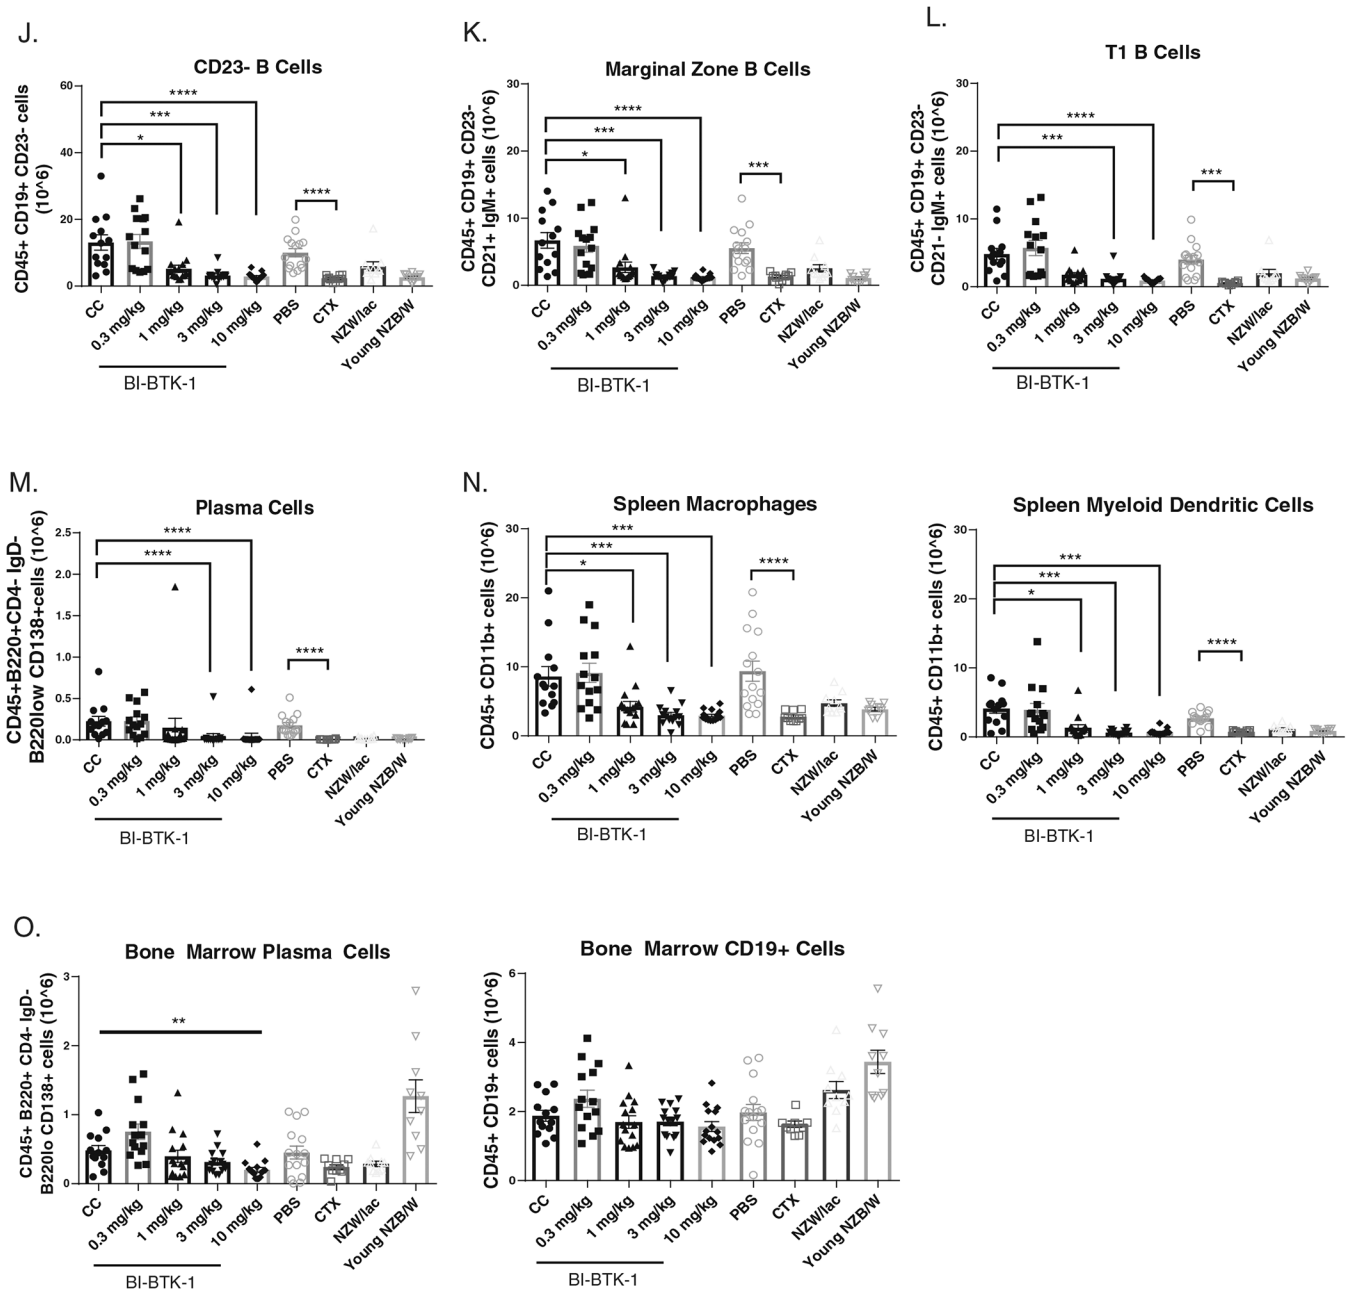 J.
CD23- B Cells
CD45+ CD19+ CD23- cells
(10^6)
60
40
20
0
****
***
*
****
CC
0.3 mg/kg
1 mg/kg
3 mg/kg
10 mg/kg
PBS
CTX
NZW/lac
Young NZB/W
BI-BTK-1
K.
Marginal Zone B Cells
CD45+ CD19+ CD23-
CD21+ IgM+ cells (10^6)
30
20
10
0
****
***
*
***
CC
0.3 mg/kg
1 mg/kg
3 mg/kg
10 mg/kg
PBS
CTX
NZW/lac
Young NZB/W
BI-BTK-1
L.
T1 B Cells
CD45+ CD19+ CD23-
CD21- IgM+ cells (10^6)
30
20
10
0
****
***
***
CC
0.3 mg/kg
1 mg/kg
3 mg/kg
10 mg/kg
PBS
CTX
NZW/lac
Young NZB/W
BI-BTK-1
M.
Plasma Cells
CD45+B220+CD4- IgD-
B220low CD138+cells (10^6)
2.5
2.0
1.5
1.0
0.5
0.0
****
****
****
CC
0.3 mg/kg
1 mg/kg
3 mg/kg
10 mg/kg
PBS
CTX
NZW/lac
Young NZB/W
BI-BTK-1
N.
Spleen Macrophages
CD45+ CD11b+ cells (10^6)
30
20
10
0
***
***
*
****
CC
0.3 mg/kg
1 mg/kg
3 mg/kg
10 mg/kg
PBS
CTX
NZW/lac
Young NZB/W
BI-BTK-1
Spleen Myeloid Dendritic Cells
CD45+ CD11b+ cells (10^6)
30
20
10
0
***
***
*
****
CC
0.3 mg/kg
1 mg/kg
3 mg/kg
10 mg/kg
PBS
CTX
NZW/lac
Young NZB/W
BI-BTK-1
O.
Bone Marrow Plasma Cells
CD45+ B220+ CD4- IgD-
B220lo CD138+ cells (10^6)
3
2
1
0
**
CC
0.3 mg/kg
1 mg/kg
3 mg/kg
10 mg/kg
PBS
CTX
NZW/lac
Young NZB/W
BI-BTK-1
Bone Marrow CD19+ Cells
CD45+ CD19+ cells (10^6)
6
4
2
0
CC
0.3 mg/kg
1 mg/kg
3 mg/kg
10 mg/kg
PBS
CTX
NZW/lac
Young NZB/W
BI-BTK-1